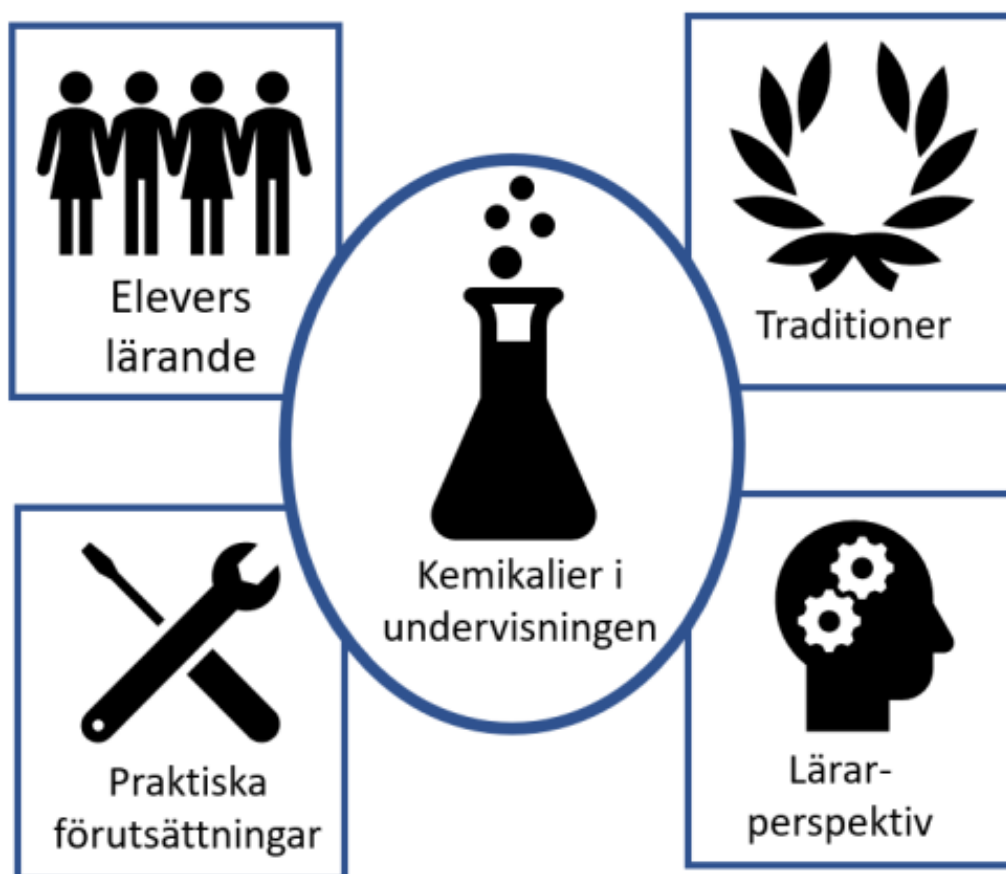 Elevers
lärande
Traditioner
Kemikalier i
undervisningen
Praktiska
förutsättningar
Lärar-
perspektiv